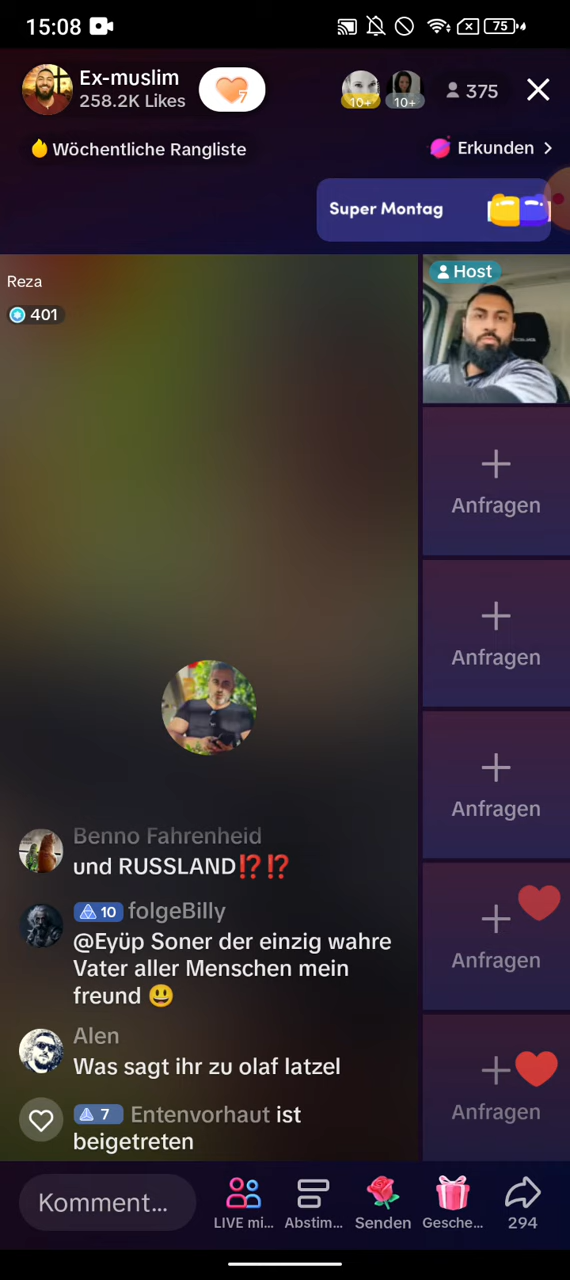 15:08
75
Ex-muslim
258.2K Likes
7
10+
10+
375
Wöchentliche Rangliste
Erkunden
Super Montag
Reza
401
Host
Anfragen
Anfragen
Anfragen
Anfragen
Anfragen
Benno Fahrenheid
und RUSSLAND⁉️⁉️
10 folgeBilly
@Eyüp Soner der einzig wahre
Vater aller Menschen mein
freund 😃
Alen
Was sagt ihr zu olaf latzel
7 Entenvorhaut ist
beigetreten
Komment...
LIVE mi...
Abstim...
Senden
Gesche...
294